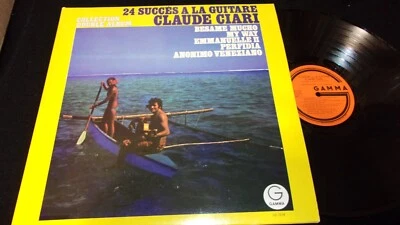 COLLECTION
DOUBLE ALBUM
24 SUCCÈS A LA GUITARE
CLAUDE CIARI
BESAME MUCHO
MY WAY
EMMANUELLE II
PERFIDIA
ANONIMO VENEZIANO
G
GAMMA
GAMMA